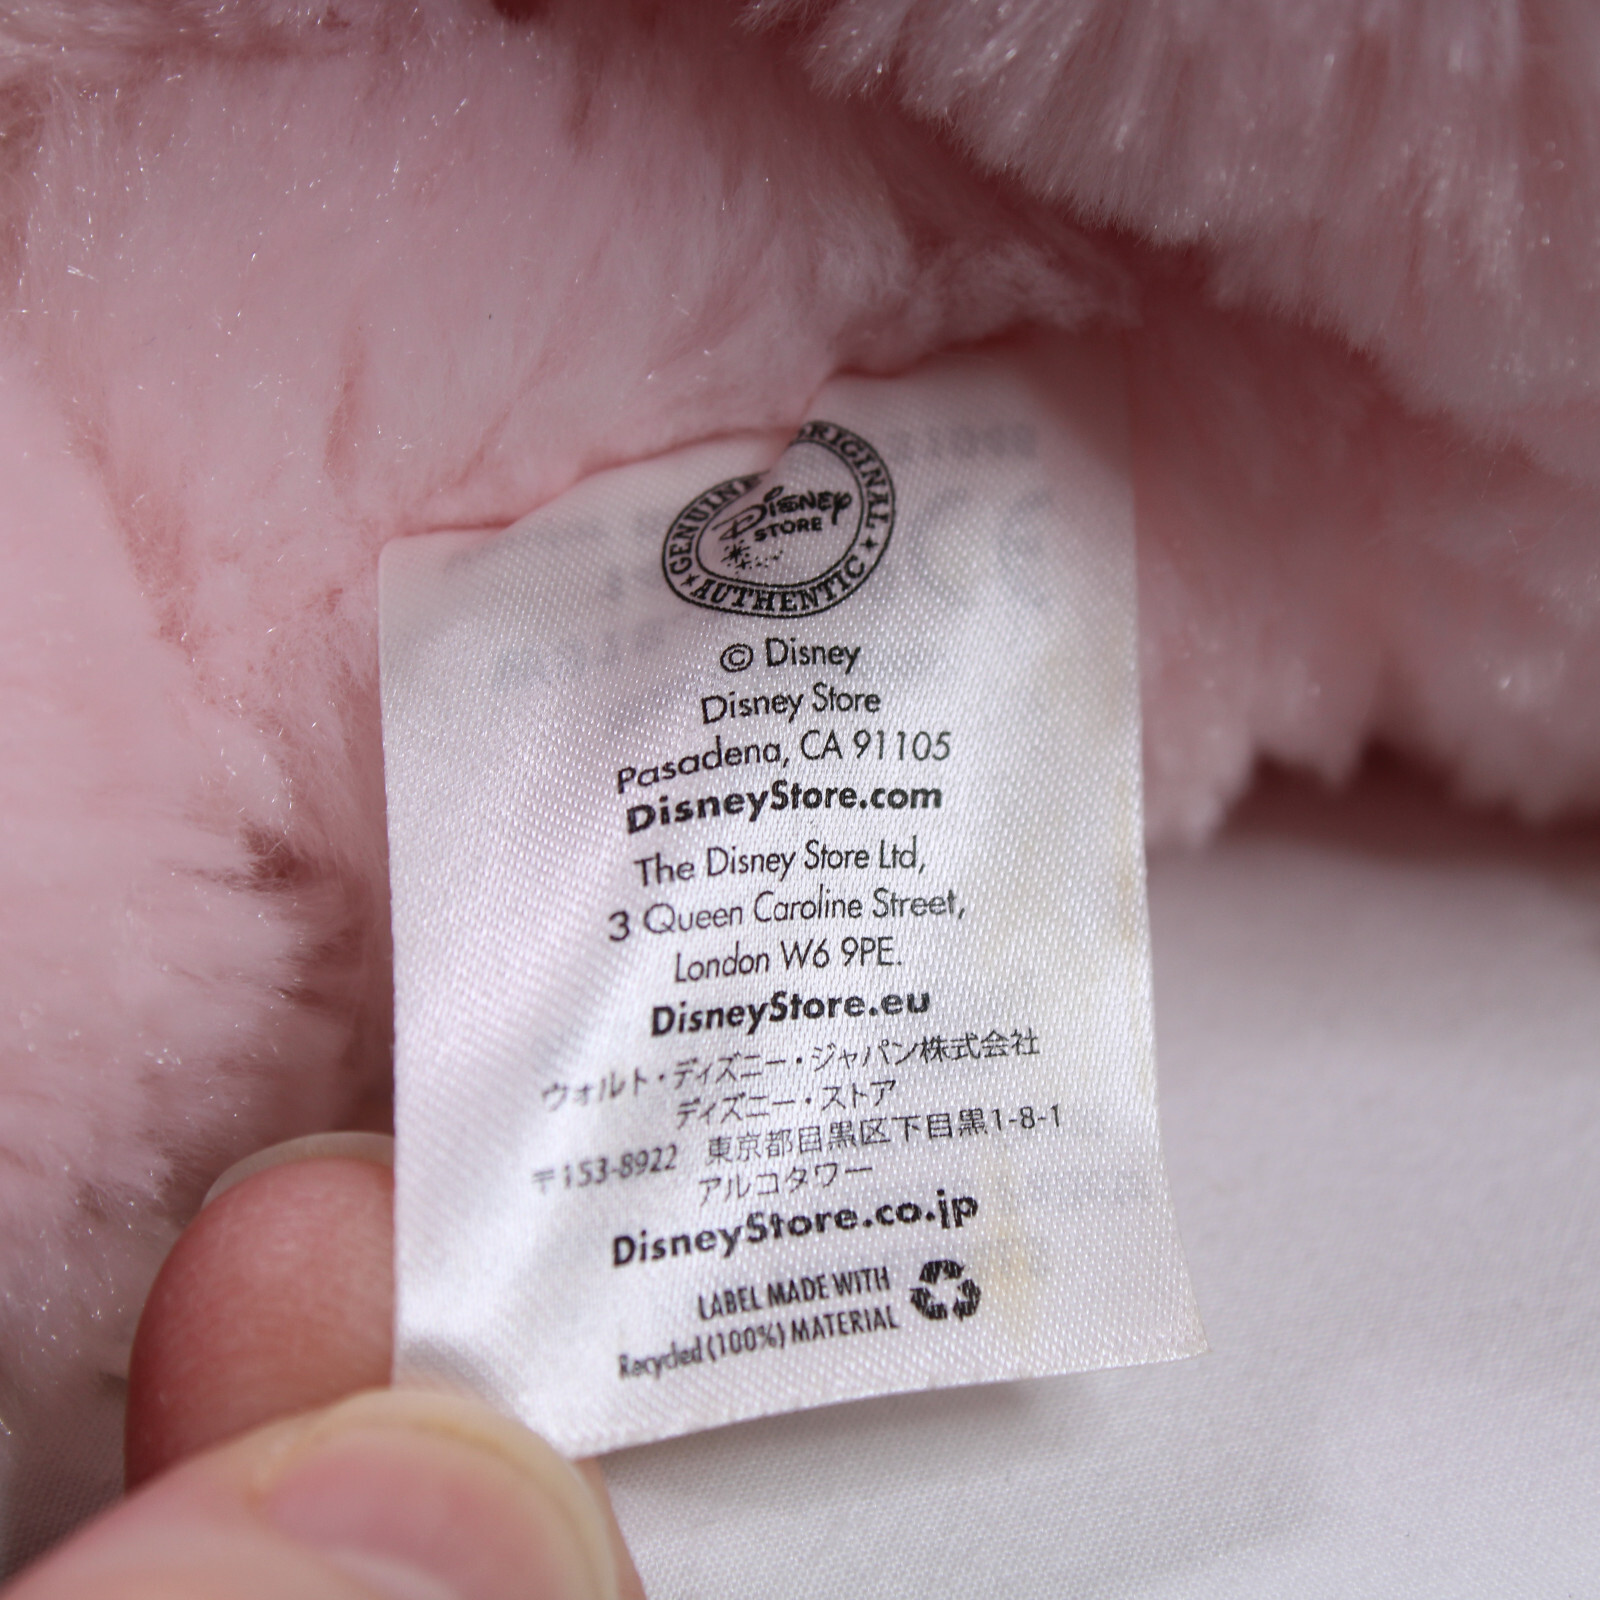 GENUINE ORIGINAL
DISNEY
STORE
AUTHENTIC
© Disney
Disney Store
Pasadena, CA 91105
DisneyStore.com
The Disney Store Ltd,
3 Queen Caroline Street,
London W6 9PE.
DisneyStore.eu
ウォルト・ディズニー・ジャパン株式会社
ディズニー・ストア
〒153-8922 東京都目黒区下目黒1-8-1
アルコタワー
DisneyStore.co.jp
LABEL MADE WITH
Recycled (100%) MATERIAL